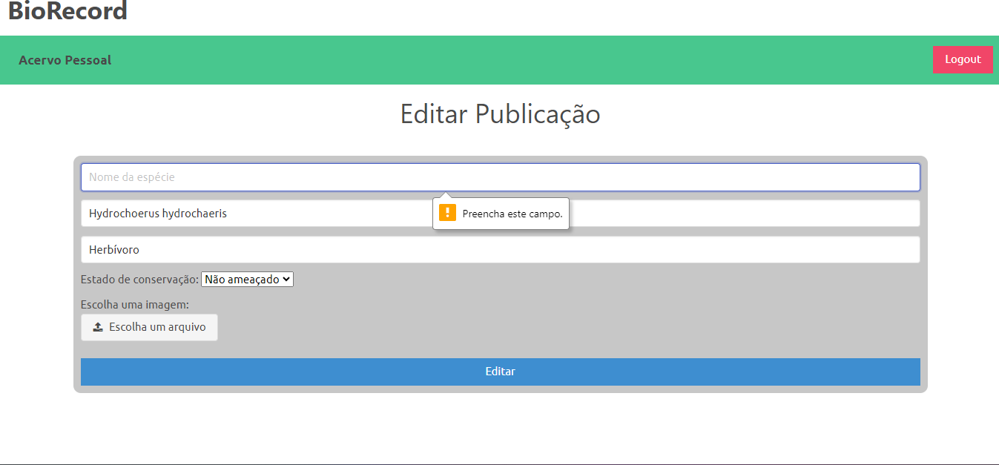 BioRecord
Acervo Pessoal
Logout
Editar Publicação
Nome da espécie
Preencha este campo.
Hydrochoerus hydrochaeris
Herbívoro
Estado de conservação: Não ameaçado
Escolha uma imagem:
Escolha um arquivo
Editar